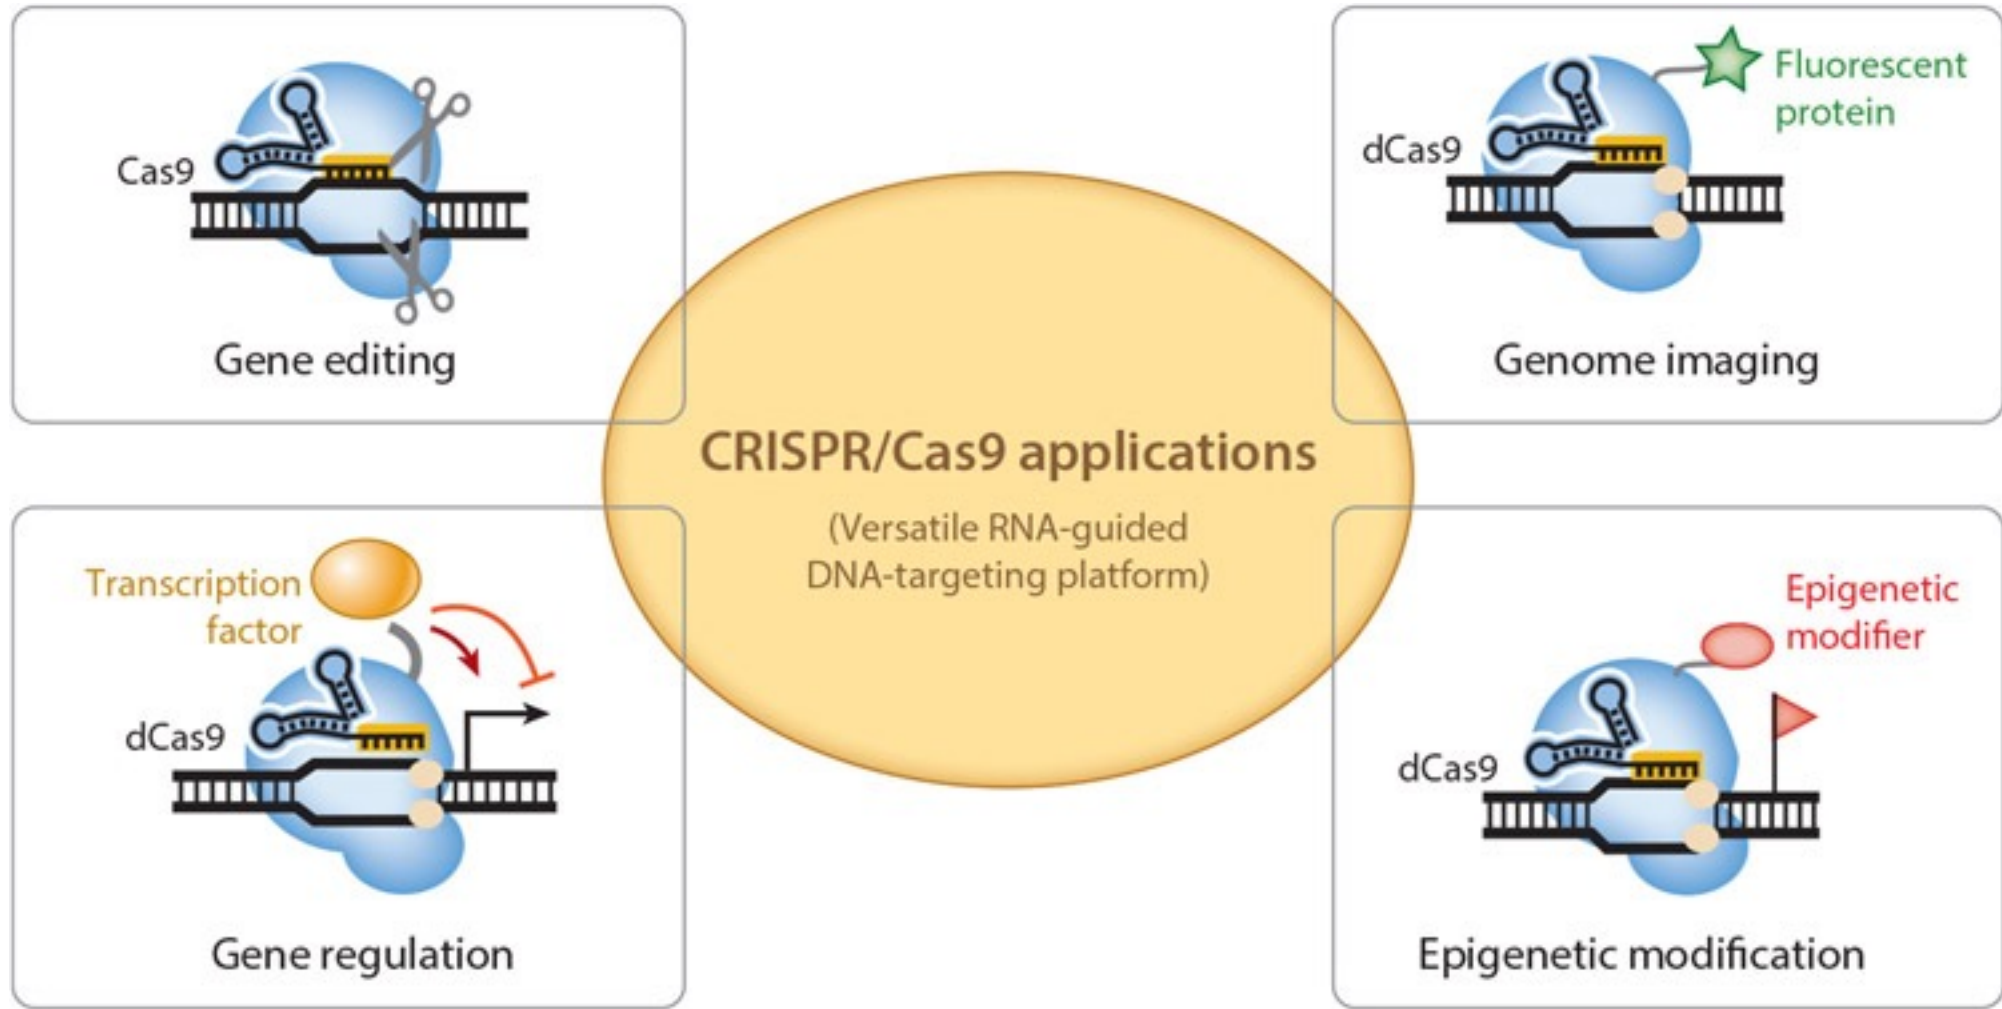 Cas9
Gene editing
Fluorescent
protein
dCas9
Genome imaging
CRISPR/Cas9 applications
(Versatile RNA-guided
DNA-targeting platform)
Transcription
factor
dCas9
Gene regulation
Epigenetic
modifier
dCas9
Epigenetic modification